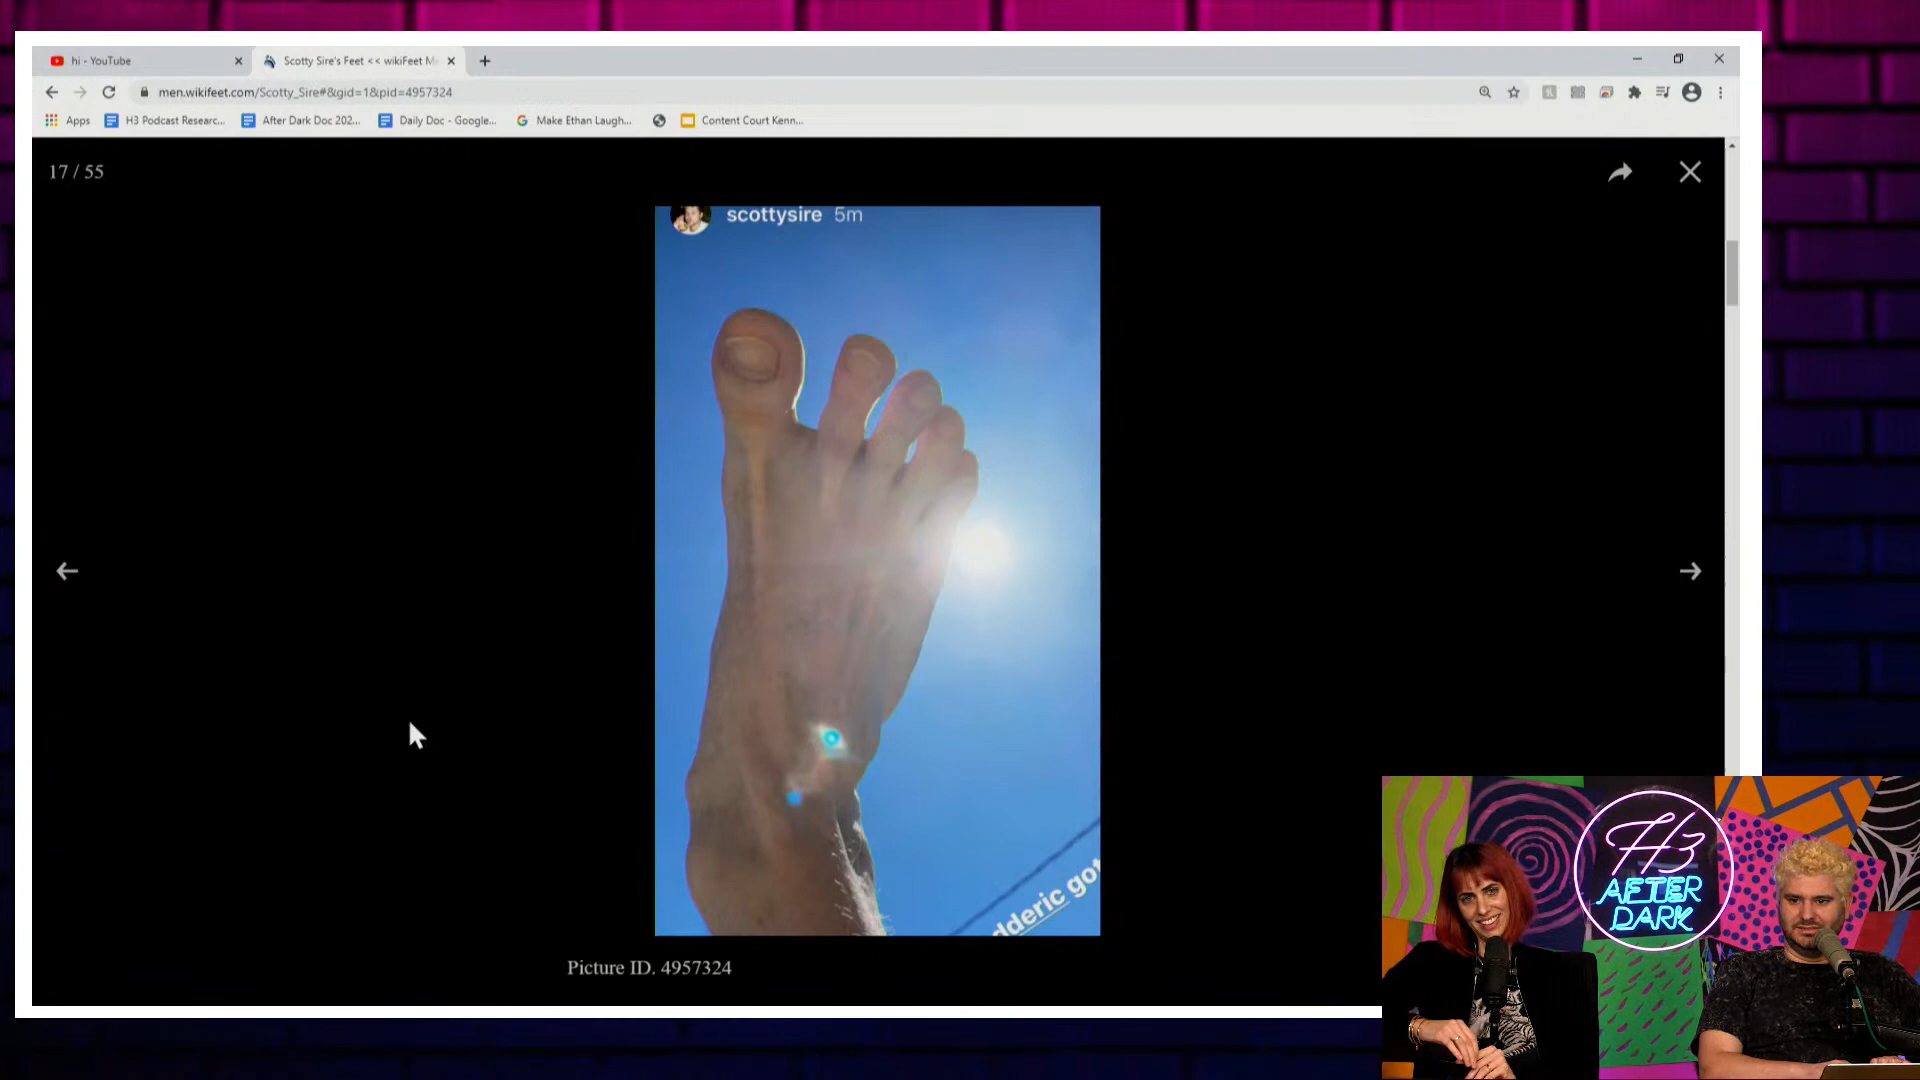 hi - YouTube
Scotty Sire's Feet << wikiFeet M
men.wikifeet.com/Scotty_Sire#&gid=1&pid=4957324
Apps H3 Podcast Researc... After Dark Doc 202... Daily Doc - Google... Make Ethan Laugh... Content Court Kenn...
17 / 55
scottysire 5m
dderic got
Picture ID. 4957324
H3
AFTER
DARK